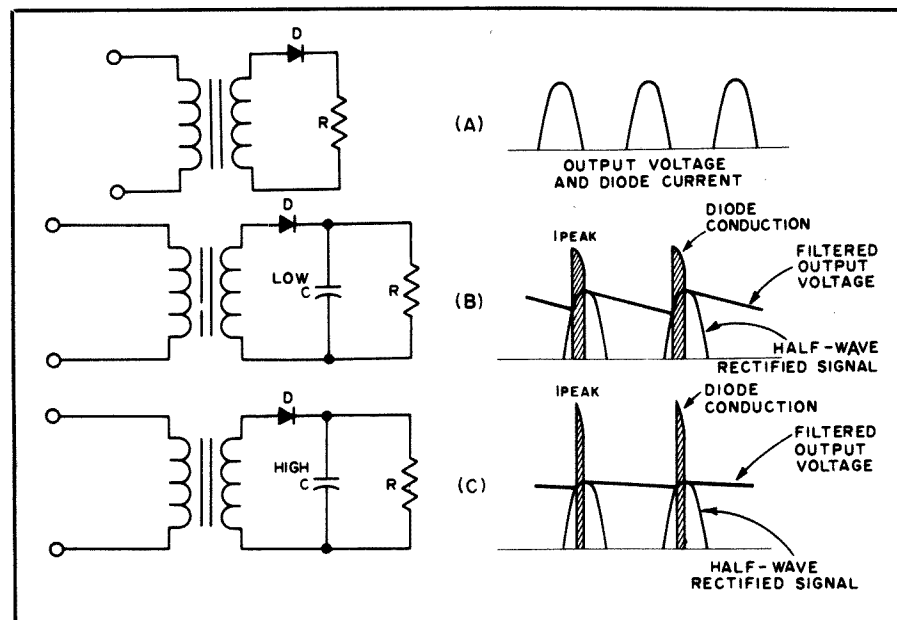 D
R
(A)
OUTPUT VOLTAGE
AND DIODE CURRENT
D
LOW
C
R
(B)
IPEAK
DIODE
CONDUCTION
FILTERED
OUTPUT
VOLTAGE
HALF-WAVE
RECTIFIED SIGNAL
D
HIGH
C
R
(C)
IPEAK
DIODE
CONDUCTION
FILTERED
OUTPUT
VOLTAGE
HALF-WAVE
RECTIFIED SIGNAL